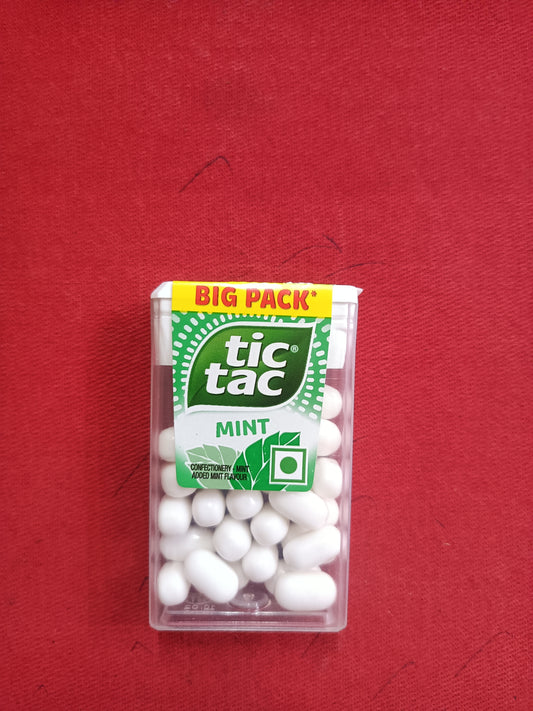 BIG PACK*
tic®
tac
MINT
CONFECTIONERY - MINT
ADDED MINT FLAVOUR